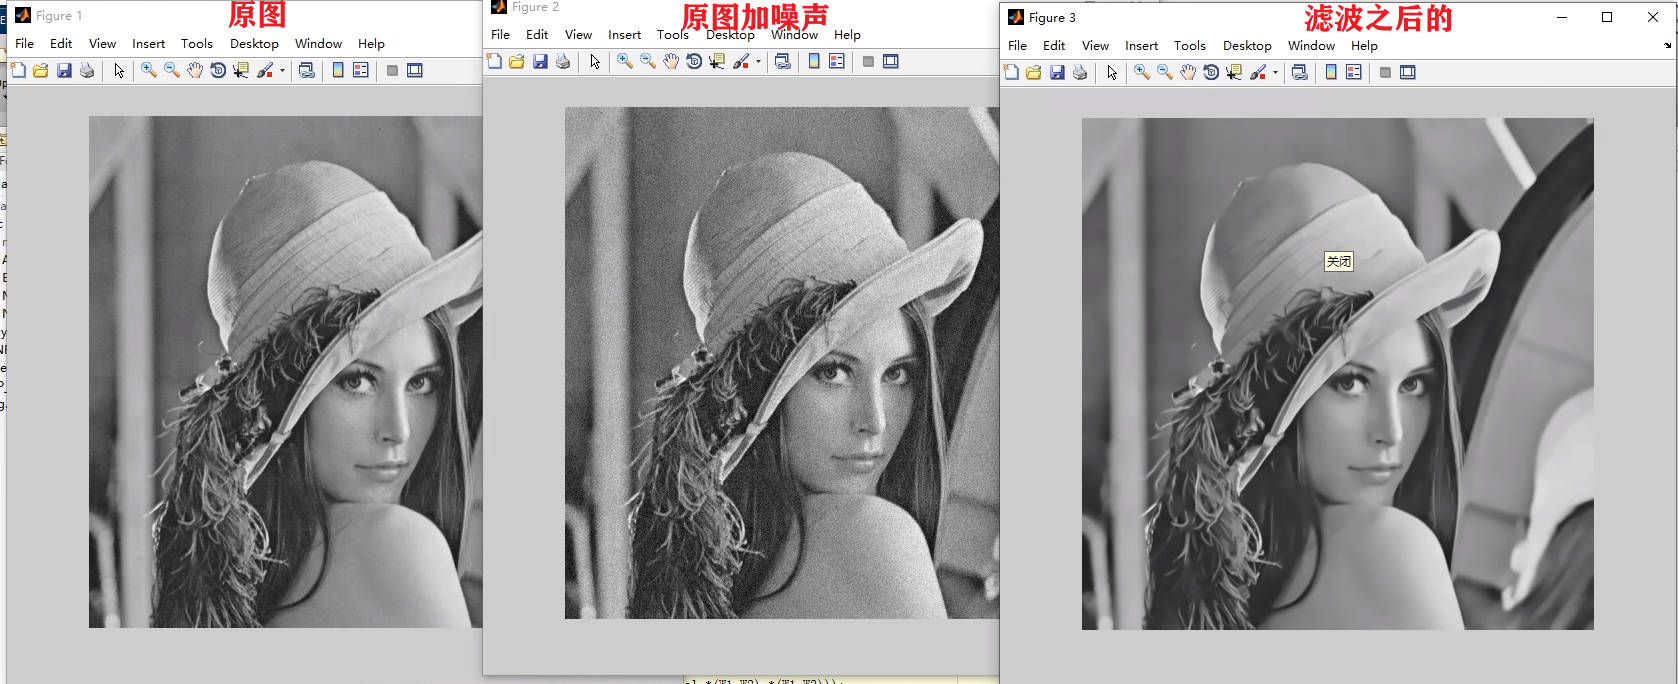 Figure 1
原图
File Edit View Insert Tools Desktop Window Help
Figure 2
原图加噪声
File Edit View Insert Tools Desktop Window Help
Figure 3
滤波之后的
File Edit View Insert Tools Desktop Window Help
关闭